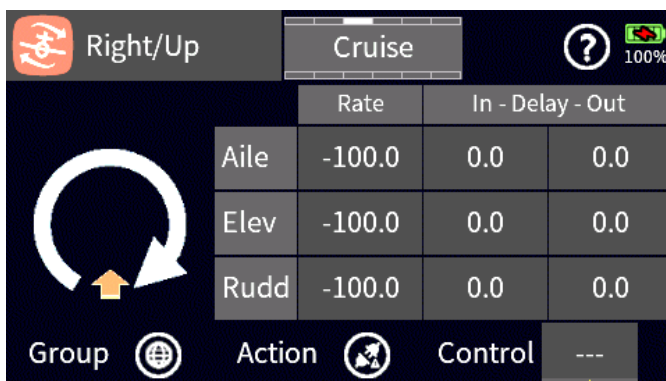 Right/Up Cruise ? 100%
Rate In - Delay - Out
Aile -100.0 0.0 0.0
Elev -100.0 0.0 0.0
Rudd -100.0 0.0 0.0
Group Action Control ---